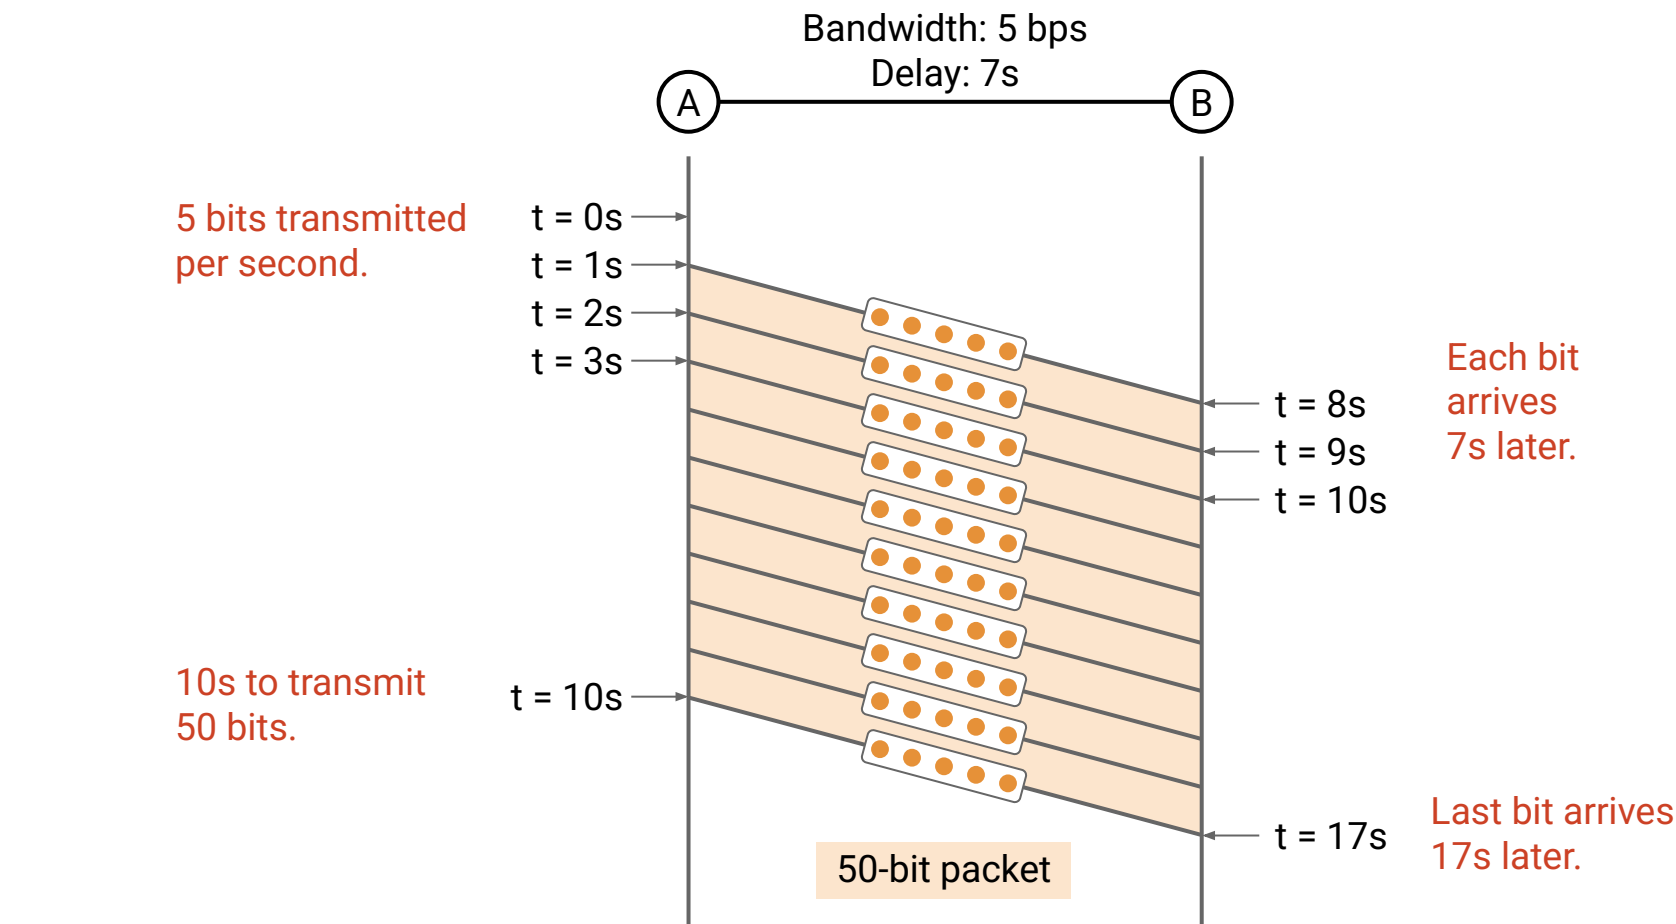 Bandwidth: 5 bps
Delay: 7s
A
B
5 bits transmitted
per second.
t = 0s
t = 1s
t = 2s
t = 3s
t = 8s
t = 9s
t = 10s
Each bit
arrives
7s later.
10s to transmit
50 bits.
t = 10s
t = 17s
Last bit arrives
17s later.
50-bit packet